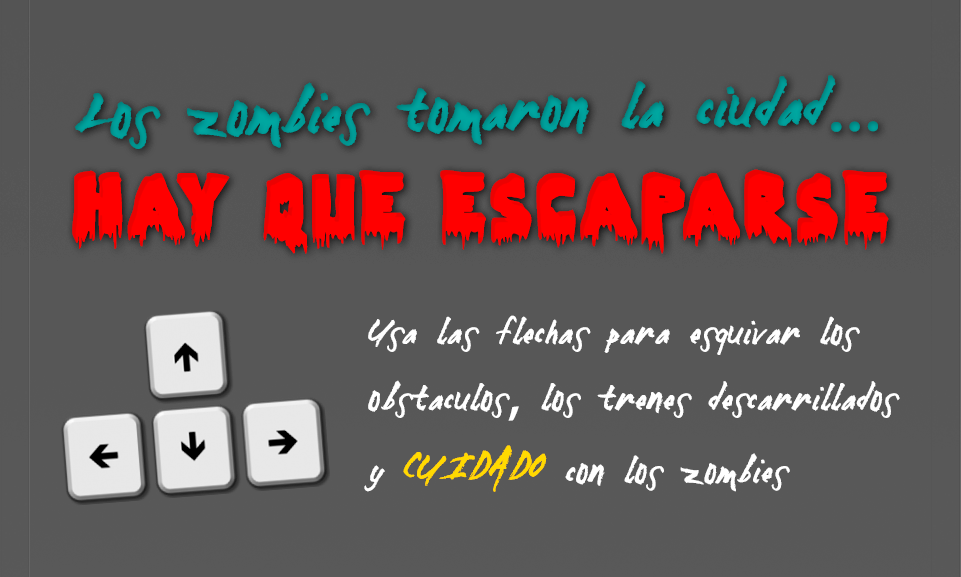 Los zombies tomaron la ciudad...
HAY QUE ESCAPARSE
Usa las flechas para esquivar los
obstaculos, los trenes descarrillados
y CUIDADO con los zombies